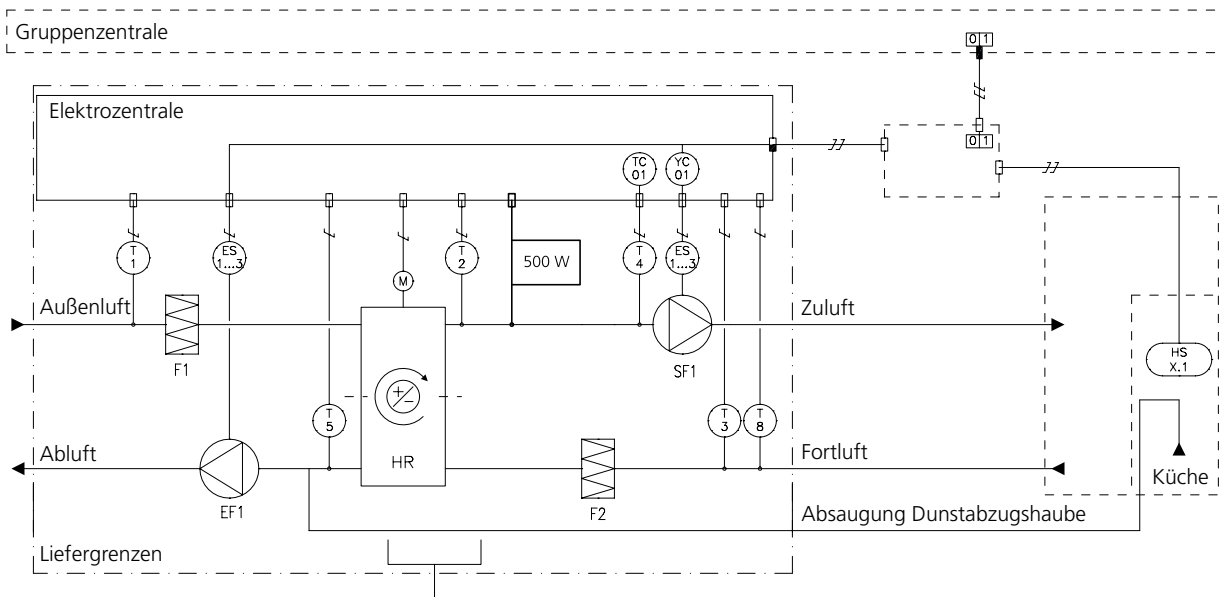 Gruppenzentrale
0 1
Elektrozentrale
0 1
TC
01
YC
01
T
1
ES
1...3
T
2
500 W
T
4
ES
1...3
M
Außenluft
Zuluft
F1
SF1
HS
X.1
+/-
T
5
T
3
T
8
Abluft
HR
Fortluft
Küche
EF1
F2
Absaugung Dunstabzugshaube
Liefergrenzen